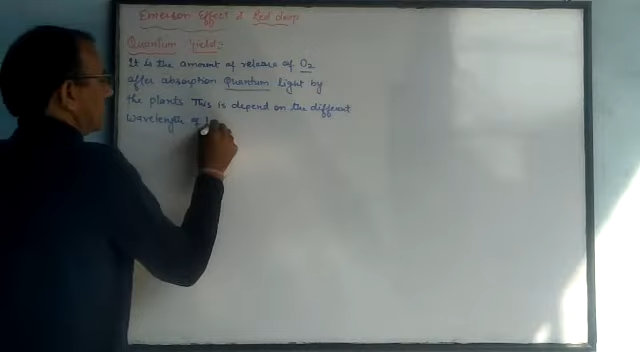 Emerson Effect & Red drop
Quantum Yield:-
It is the amount of release of O2
after absorption Quantum light by
the plants This is depend on the different
wavelength of l